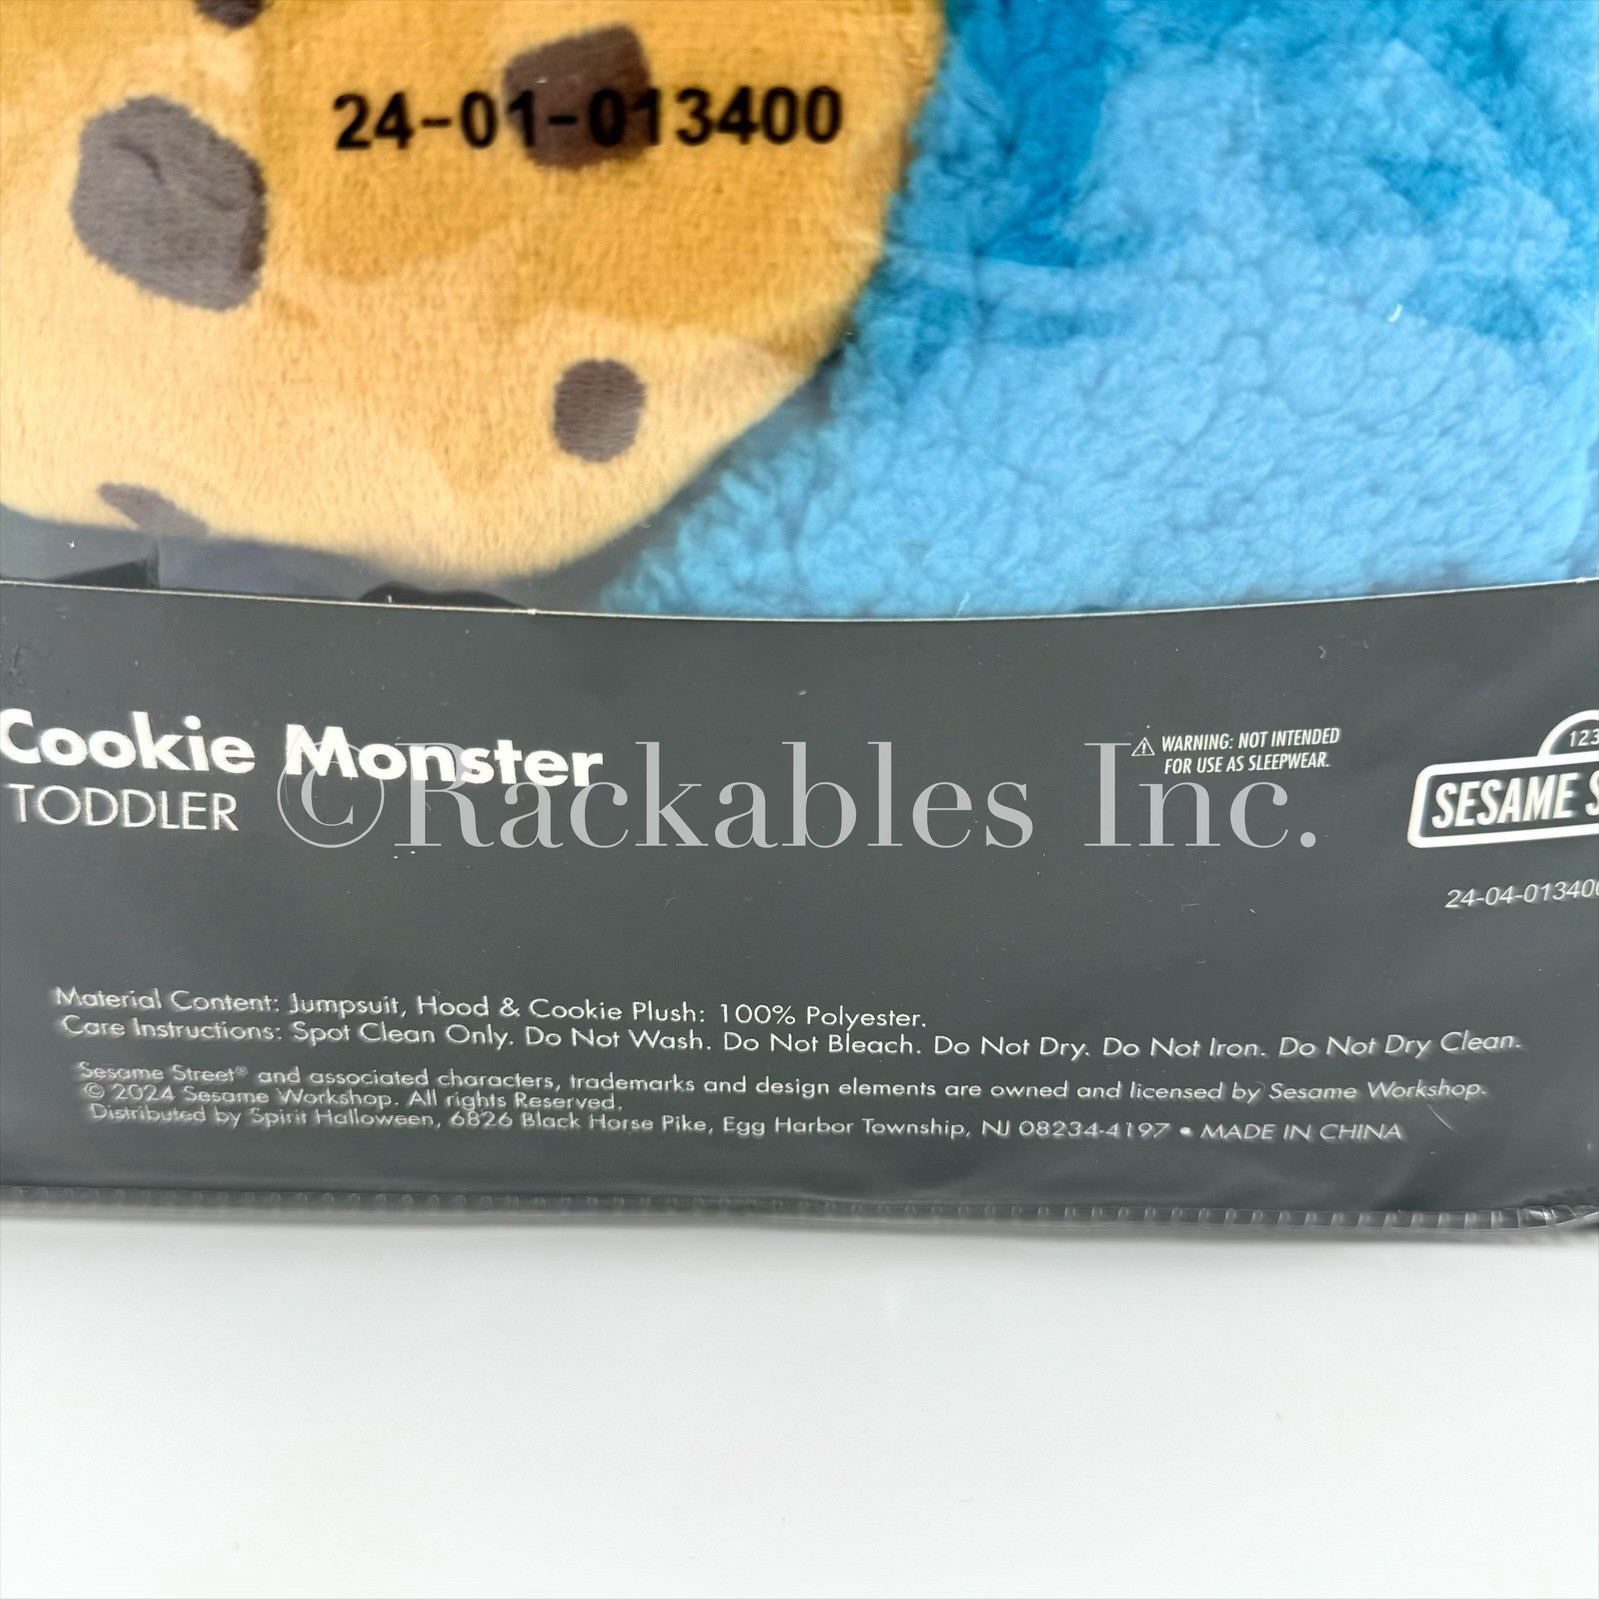 24-01-013400
Cookie Monster
TODDLER
WARNING: NOT INTENDED
FOR USE AS SLEEPWEAR.
123
SESAME S
24-04-013400
©Rackables Inc.
Material Content: Jumpsuit, Hood & Cookie Plush: 100% Polyester.
Care Instructions: Spot Clean Only. Do Not Wash. Do Not Bleach. Do Not Dry. Do Not Iron. Do Not Dry Clean.
Sesame Street® and associated characters, trademarks and design elements are owned and licensed by Sesame Workshop.
© 2024 Sesame Workshop. All rights Reserved.
Distributed by Spirit Halloween, 6826 Black Horse Pike, Egg Harbor Township, NJ 08234-4197 • MADE IN CHINA